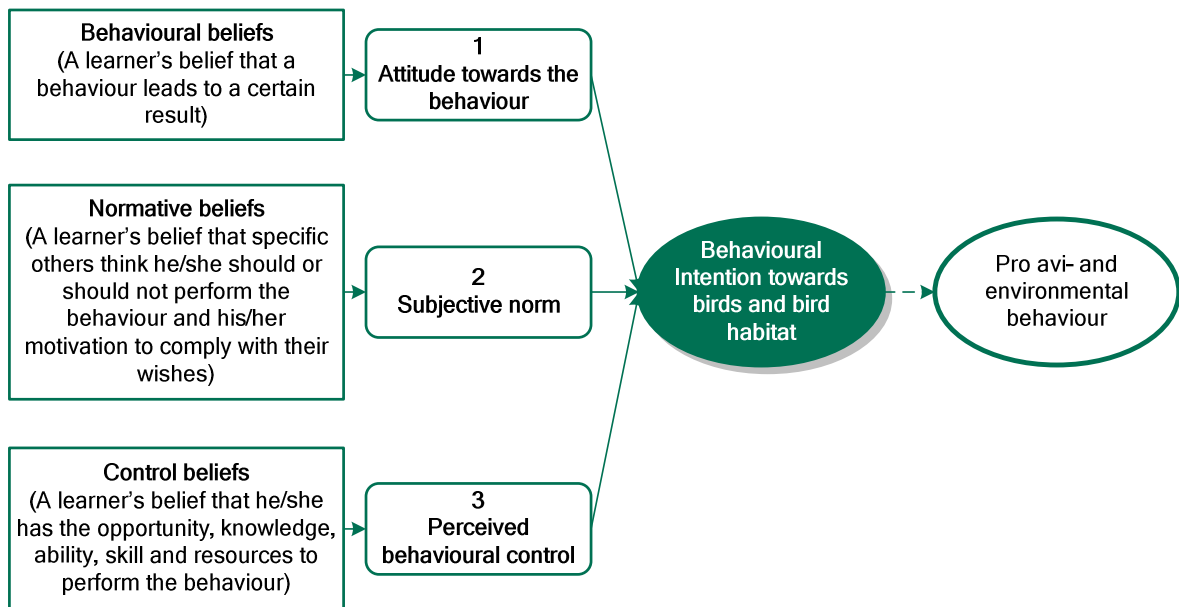 Behavioural beliefs
(A learner's belief that a
behaviour leads to a certain
result)
1
Attitude towards the
behaviour
Normative beliefs
(A learner's belief that specific
others think he/she should or
should not perform the
behaviour and his/her
motivation to comply with their
wishes)
2
Subjective norm
Control beliefs
(A learner's belief that he/she
has the opportunity, knowledge,
ability, skill and resources to
perform the behaviour)
3
Perceived
behavioural control
Behavioural
Intention towards
birds and bird
habitat
Pro avi- and
environmental
behaviour